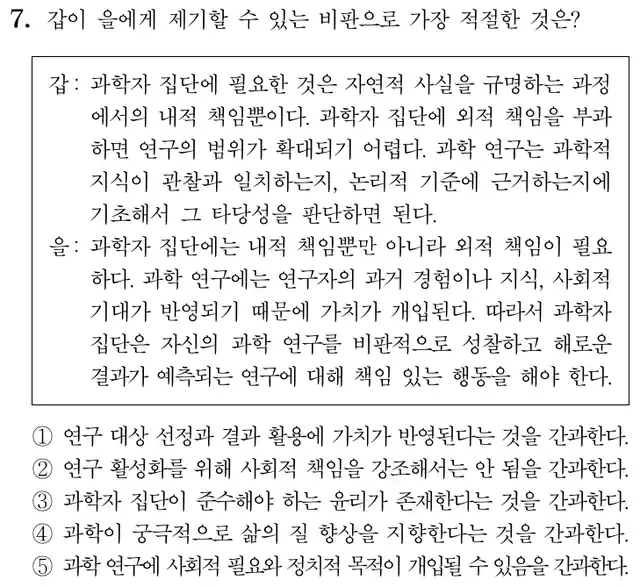 7. 갑이 을에게 제기할 수 있는 비판으로 가장 적절한 것은?
갑: 과학자 집단에 필요한 것은 자연적 사실을 규명하는 과정
에서의 내적 책임뿐이다. 과학자 집단에 외적 책임을 부과
하면 연구의 범위가 확대되기 어렵다. 과학 연구는 과학적
지식이 관찰과 일치하는지, 논리적 기준에 근거하는지에
기초해서 그 타당성을 판단하면 된다.
을: 과학자 집단에는 내적 책임뿐만 아니라 외적 책임이 필요
하다. 과학 연구에는 연구자의 과거 경험이나 지식, 사회적
기대가 반영되기 때문에 가치가 개입된다. 따라서 과학자
집단은 자신의 과학 연구를 비판적으로 성찰하고 해로운
결과가 예측되는 연구에 대해 책임 있는 행동을 해야 한다.
① 연구 대상 선정과 결과 활용에 가치가 반영된다는 것을 간과한다.
② 연구 활성화를 위해 사회적 책임을 강조해서는 안 됨을 간과한다.
③ 과학자 집단이 준수해야 하는 윤리가 존재한다는 것을 간과한다.
④ 과학이 궁극적으로 삶의 질 향상을 지향한다는 것을 간과한다.
⑤ 과학 연구에 사회적 필요와 정치적 목적이 개입될 수 있음을 간과한다.